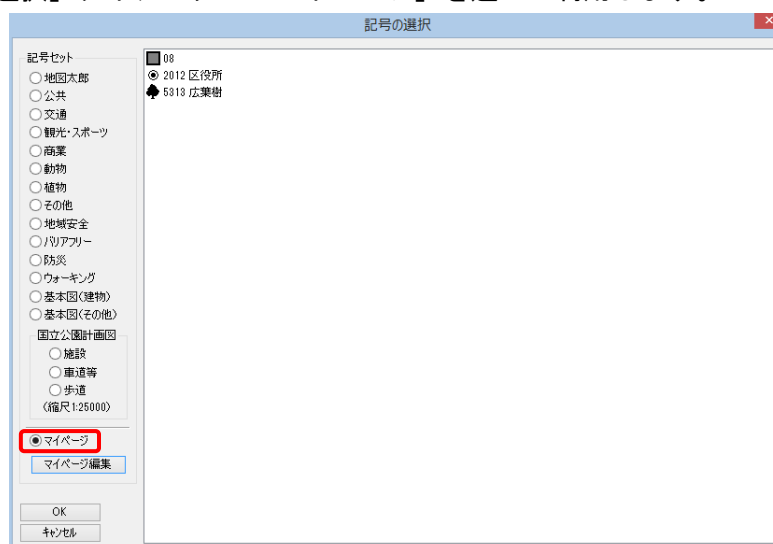 記号の選択
記号セット
地図太郎
公共
交通
観光・スポーツ
商業
動物
植物
その他
地域安全
バリアフリー
防災
ウォーキング
基本図(建物)
基本図(その他)
国立公園計画図
施設
車道等
歩道
(縮尺1:25000)
マイページ
マイページ編集
OK
キャンセル
08
2012 区役所
5313 広葉樹